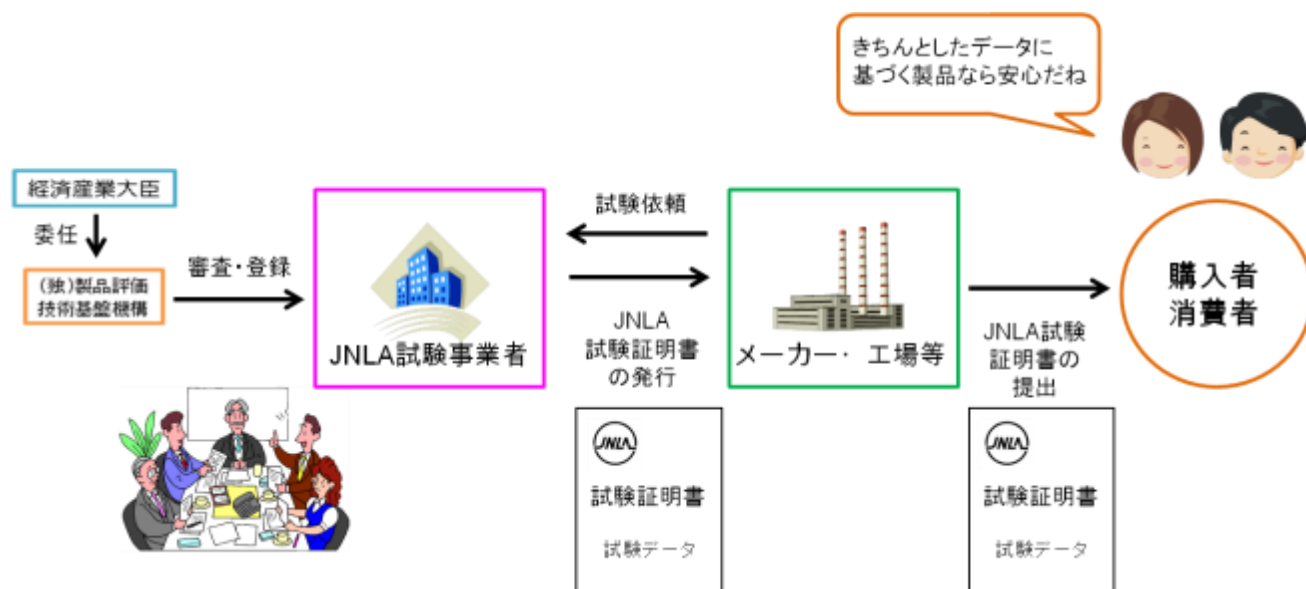 きちんとしたデータに
基づく製品なら安心だね
経済産業大臣
委任
(独)製品評価
技術基盤機構
審査・登録
JNLA試験事業者
試験依頼
JNLA
試験証明書
の発行
メーカー・ 工場等
JNLA試験
証明書の
提出
購入者
消費者
JNLA
試験証明書
試験データ
JNLA
試験証明書
試験データ